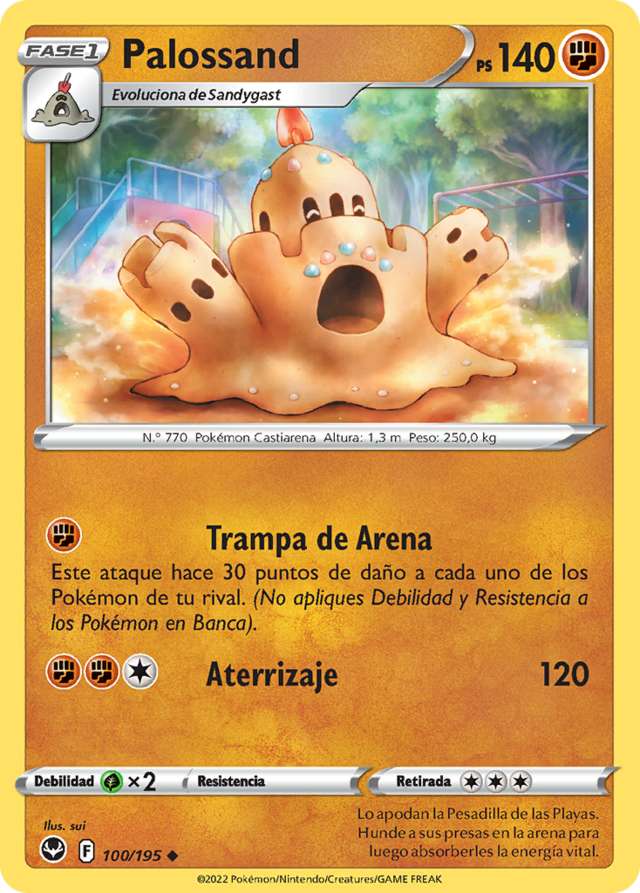 FASE 1
Palossand
PS 140
Evoluciona de Sandygast
N.º 770 Pokémon Castiarena Altura: 1,3 m Peso: 250,0 kg
Trampa de Arena
Este ataque hace 30 puntos de daño a cada uno de los
Pokémon de tu rival. (No apliques Debilidad y Resistencia a
los Pokémon en Banca).
Aterrizaje 120
Debilidad ×2 Resistencia Retirada
Ilus. sui
F 100/195
Lo apodan la Pesadilla de las Playas.
Hunde a sus presas en la arena para
luego absorberles la energía vital.
©2022 Pokémon/Nintendo/Creatures/GAME FREAK